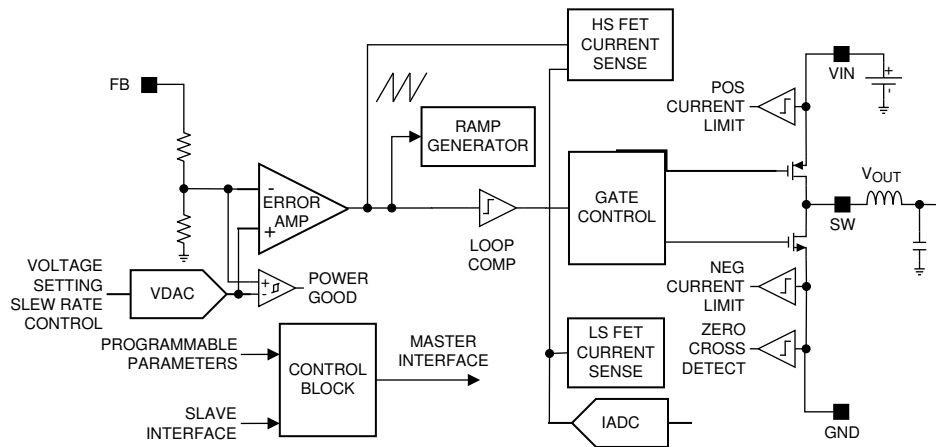 HS FET
CURRENT
SENSE
VIN
+
-
FB
POS
CURRENT
LIMIT
RAMP
GENERATOR
VOUT
-
ERROR
AMP
+
GATE
CONTROL
SW
LOOP
COMP
VOLTAGE
SETTING
SLEW RATE
CONTROL
VDAC
+
-
POWER
GOOD
NEG
CURRENT
LIMIT
PROGRAMMABLE
PARAMETERS
CONTROL
BLOCK
MASTER
INTERFACE
LS FET
CURRENT
SENSE
ZERO
CROSS
DETECT
SLAVE
INTERFACE
IADC
GND